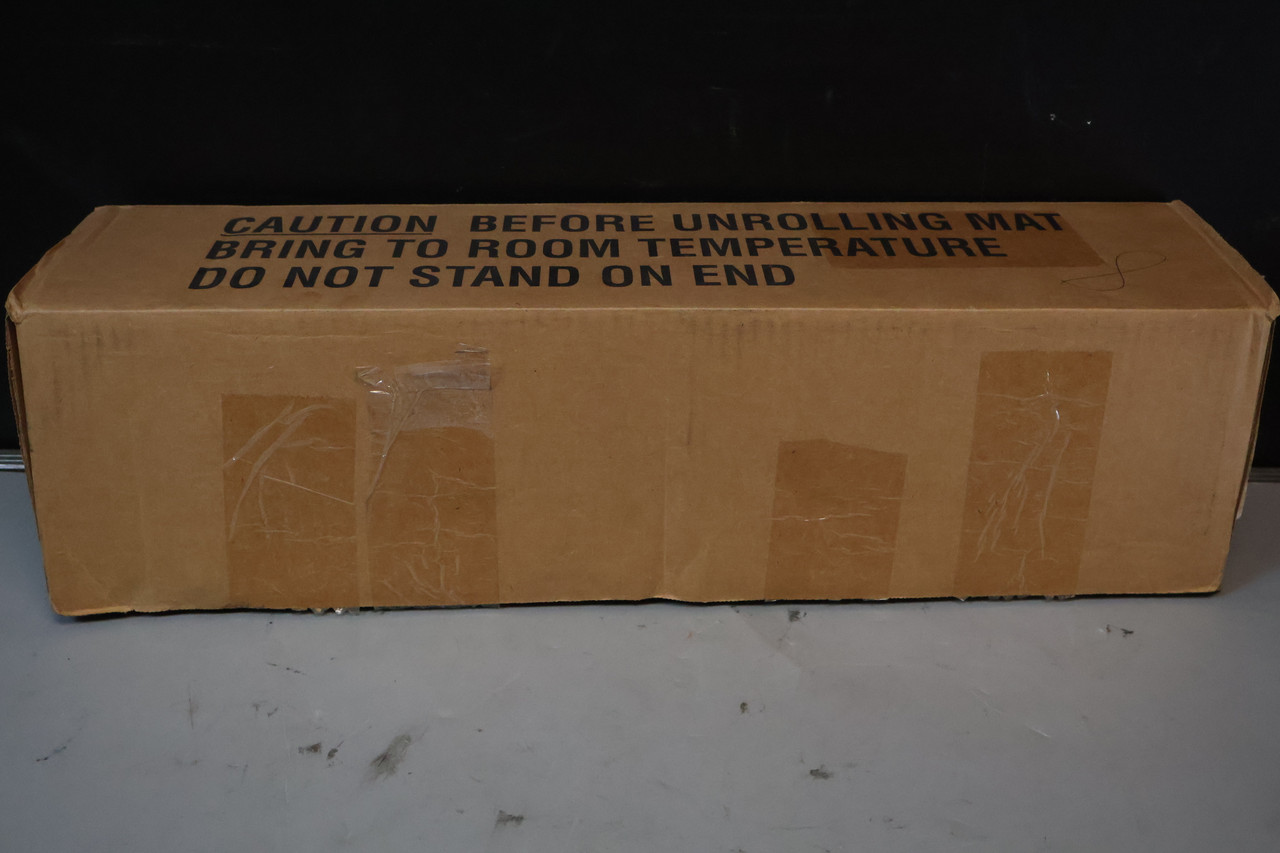 CAUTION BEFORE UNROLLING MAT
BRING TO ROOM TEMPERATURE
DO NOT STAND ON END